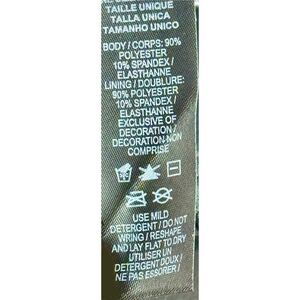 TAILLE UNIQUE
TALLA UNICA
TAMANHO UNICO
BODY / CORPS: 90%
POLYESTER
10% SPANDEX /
ELASTHANNE
LINING / DOUBLURE:
90% POLYESTER
10% SPANDEX /
ELASTHANNE
EXCLUSIVE OF
DECORATION /
DECORATION NON
COMPRISE
USE MILD
DETERGENT / DO NOT
WRING / RESHAPE
AND LAY FLAT TO DRY
UTILISER UN
DETERGENT DOUX /
NE PAS ESSORER /